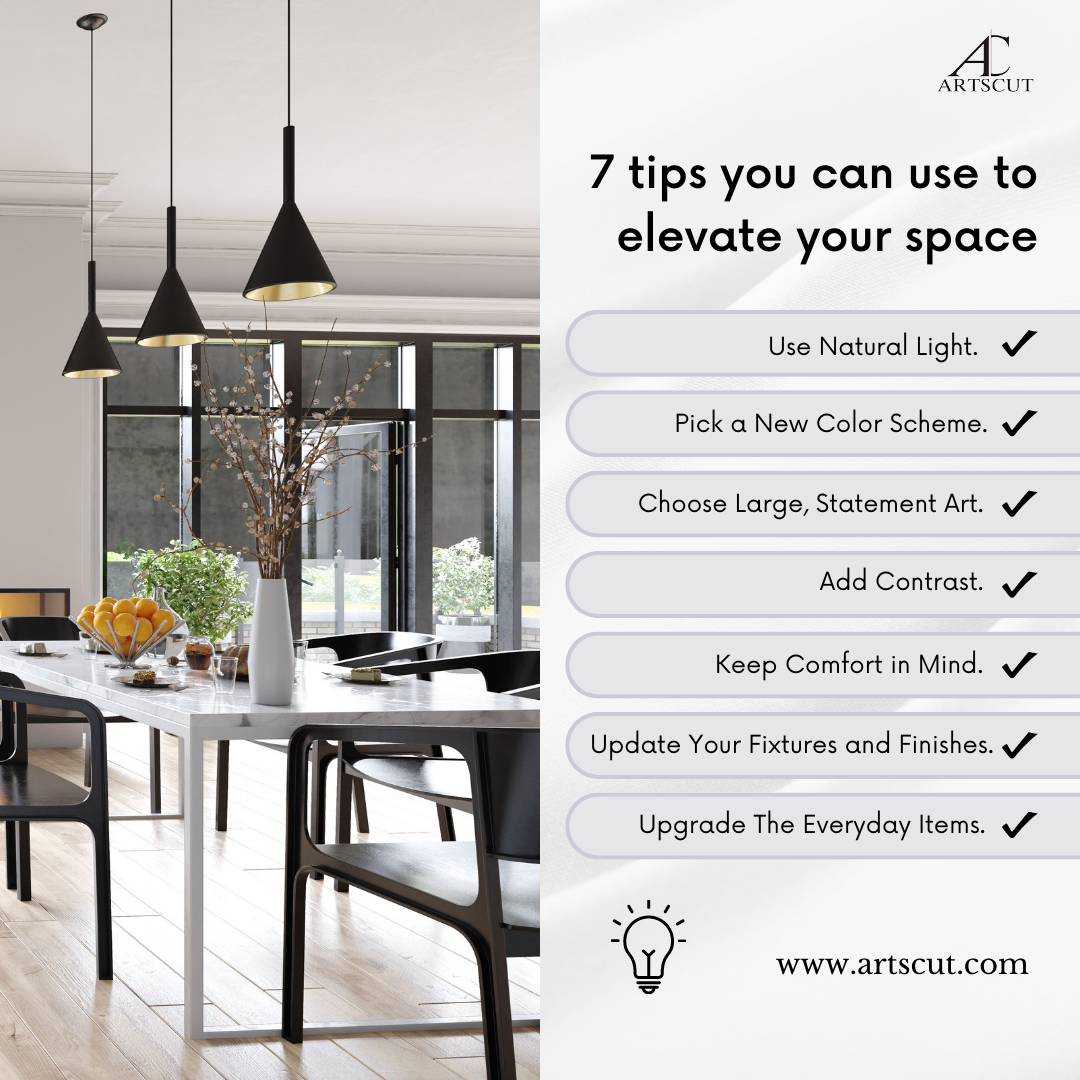 AC
ARTSCUT
7 tips you can use to
elevate your space
Use Natural Light.
Pick a New Color Scheme.
Choose Large, Statement Art.
Add Contrast.
Keep Comfort in Mind.
Update Your Fixtures and Finishes.
Upgrade The Everyday Items.
www.artscut.com